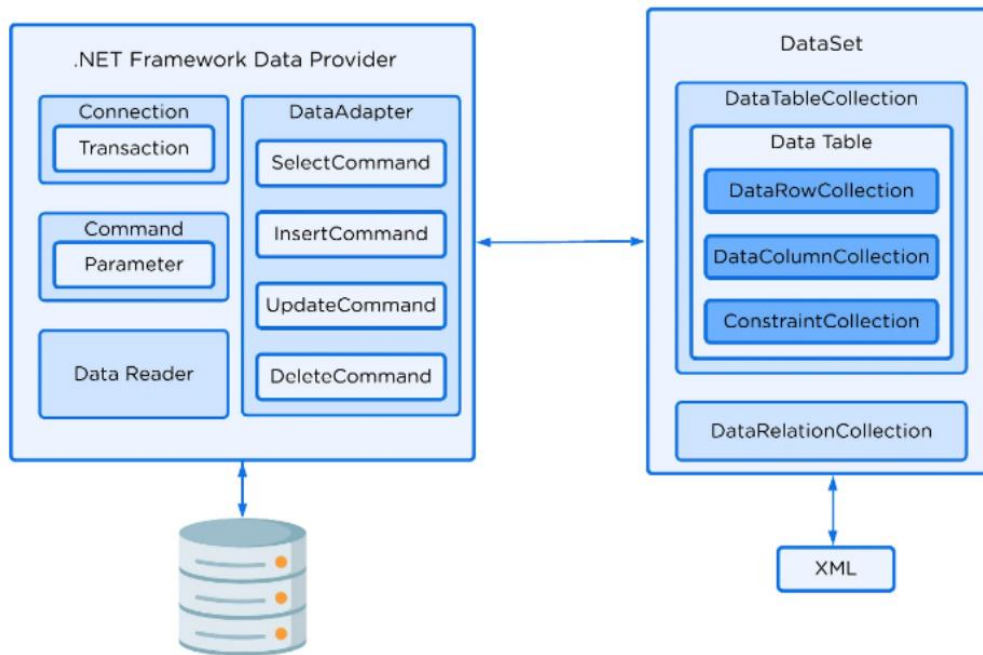 .NET Framework Data Provider
Connection
Transaction
Command
Parameter
Data Reader
DataAdapter
SelectCommand
InsertCommand
UpdateCommand
DeleteCommand
DataSet
DataTableCollection
Data Table
DataRowCollection
DataColumnCollection
ConstraintCollection
DataRelationCollection
XML